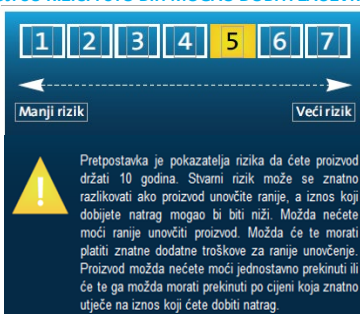 1 2 3 4 5 6 7
Manji rizik Veći rizik
Pretpostavka je pokazatelja rizika da ćete proizvod
držati 10 godina. Stvarni rizik može se znatno
razlikovati ako proizvod unovčite ranije, a iznos koji
dobijete natrag mogao bi biti niži. Možda nećete
moći ranije unovčiti proizvod. Možda će te morati
platiti znatne dodatne troškove za ranije unovčenje.
Proizvod možda nećete moći jednostavno prekinuti ili
će te ga možda morati prekinuti po cijeni koja znatno
utječe na iznos koji ćete dobiti natrag.